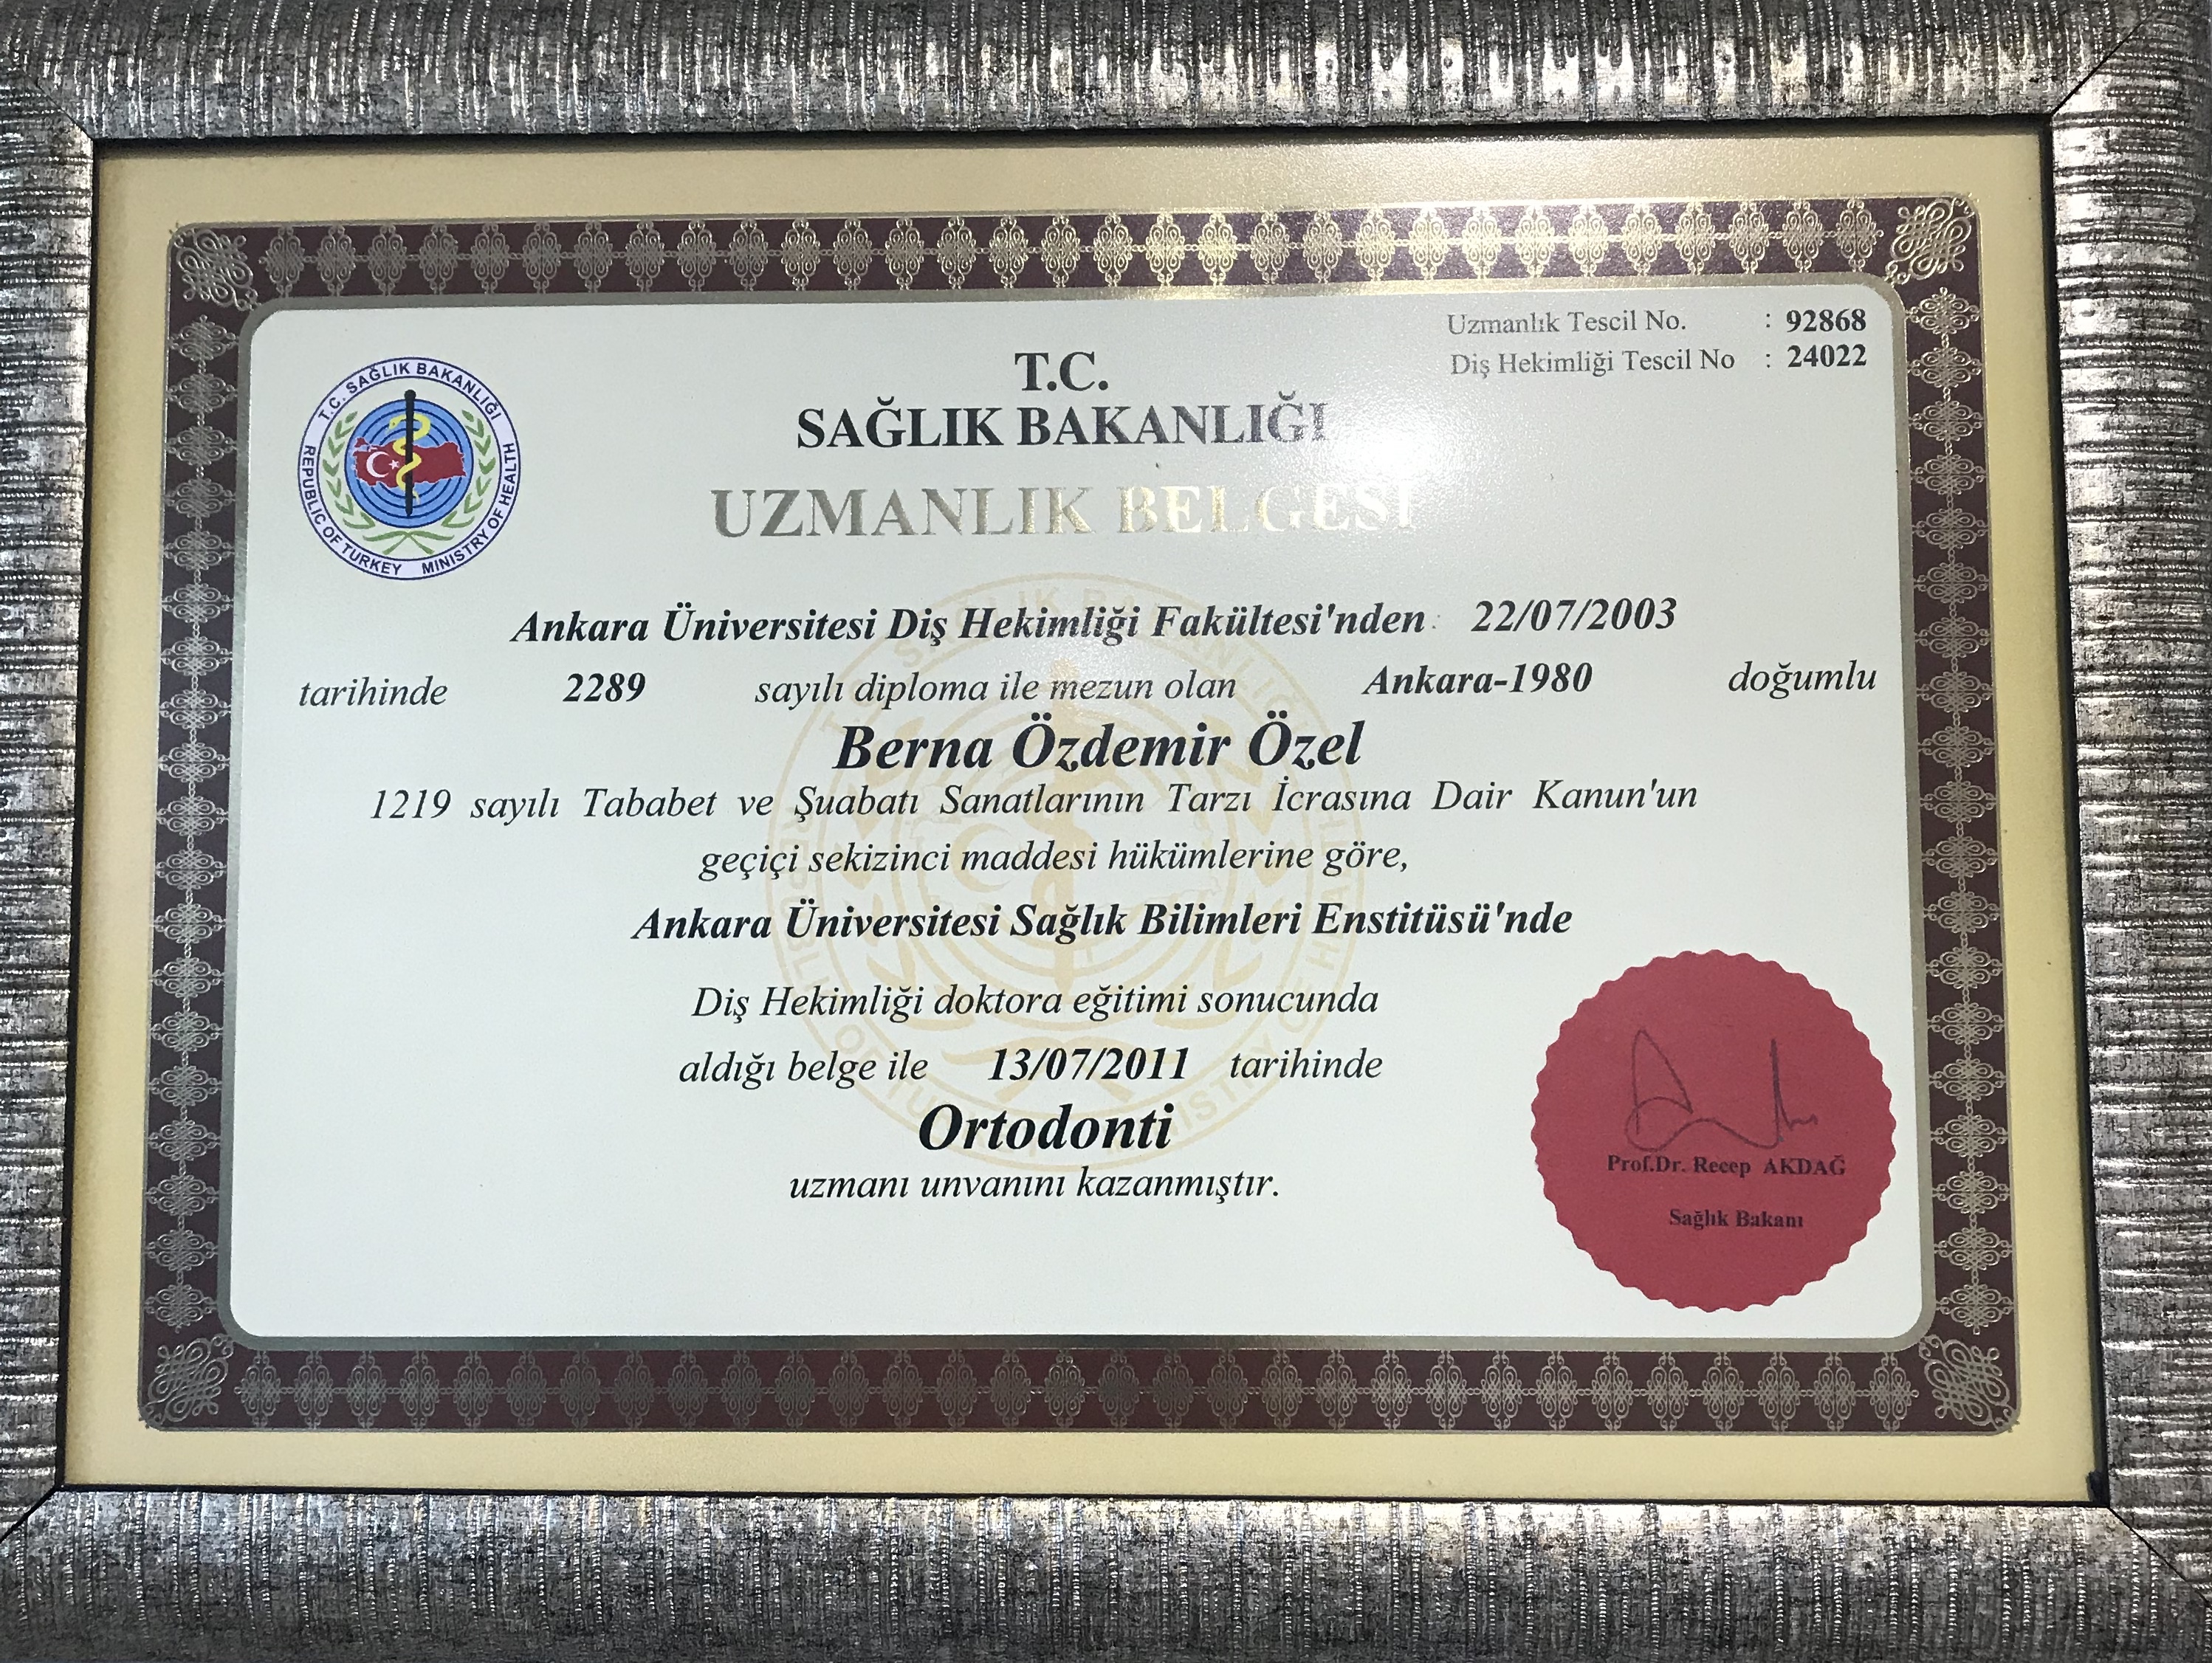 Uzmanlık Tescil No. : 92868
Diş Hekimliği Tescil No : 24022
T.C. SAĞLIK BAKANLIĞI
REPUBLIC OF TURKEY MINISTRY OF HEALTH
T.C.
SAĞLIK BAKANLIĞI
UZMANLIK BELGESİ
Ankara Üniversitesi Diş Hekimliği Fakültesi'nden 22/07/2003
tarihinde 2289 sayılı diploma ile mezun olan Ankara-1980 doğumlu
Berna Özdemir Özel
1219 sayılı Tababet ve Şuabatı Sanatlarının Tarzı İcrasına Dair Kanun'un
geçiçi sekizinci maddesi hükümlerine göre,
Ankara Üniversitesi Sağlık Bilimleri Enstitüsü'nde
Diş Hekimliği doktora eğitimi sonucunda
aldığı belge ile 13/07/2011 tarihinde
Ortodonti
uzmanı unvanını kazanmıştır.
Prof.Dr. Recep AKDAĞ
Sağlık Bakanı